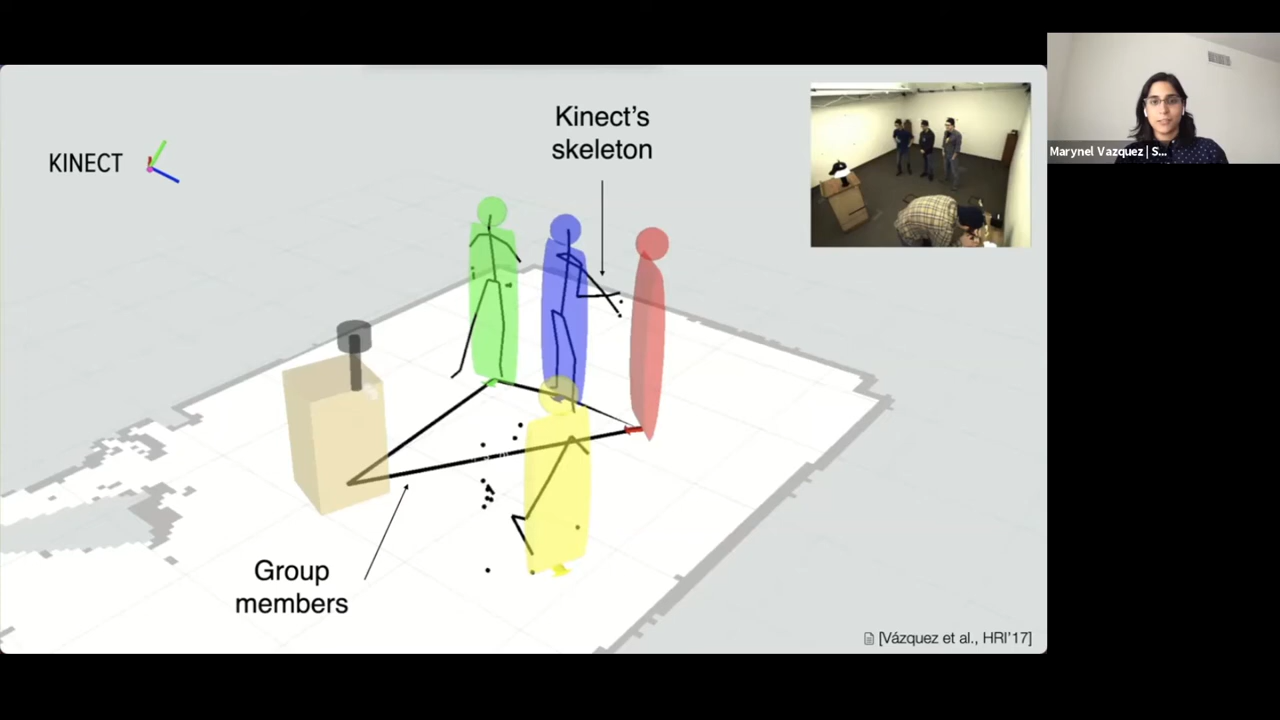 Kinect's
skeleton
KINECT
Marynel Vazquez | S...
Group
members
[Vázquez et al., HRI'17]